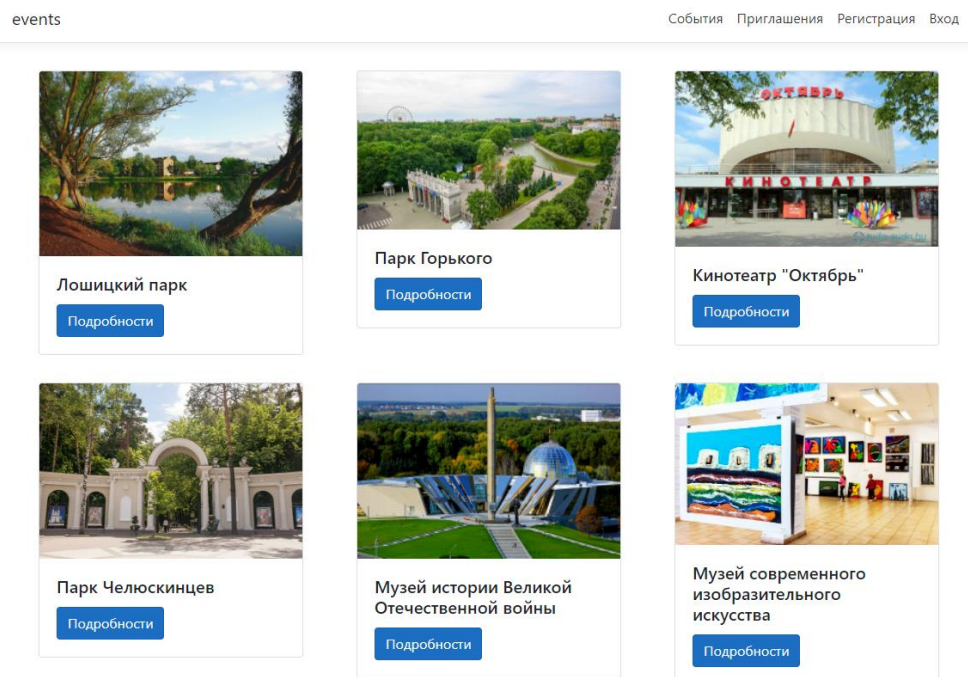 events
События Приглашения Регистрация Вход
ОКТЯБРЬ
КИНОТЕАТР
Лошицкий парк
Подробности
Парк Горького
Подробности
Кинотеатр "Октябрь"
Подробности
Парк Челюскинцев
Подробности
Музей истории Великой
Отечественной войны
Подробности
Музей современного
изобразительного
искусства
Подробности